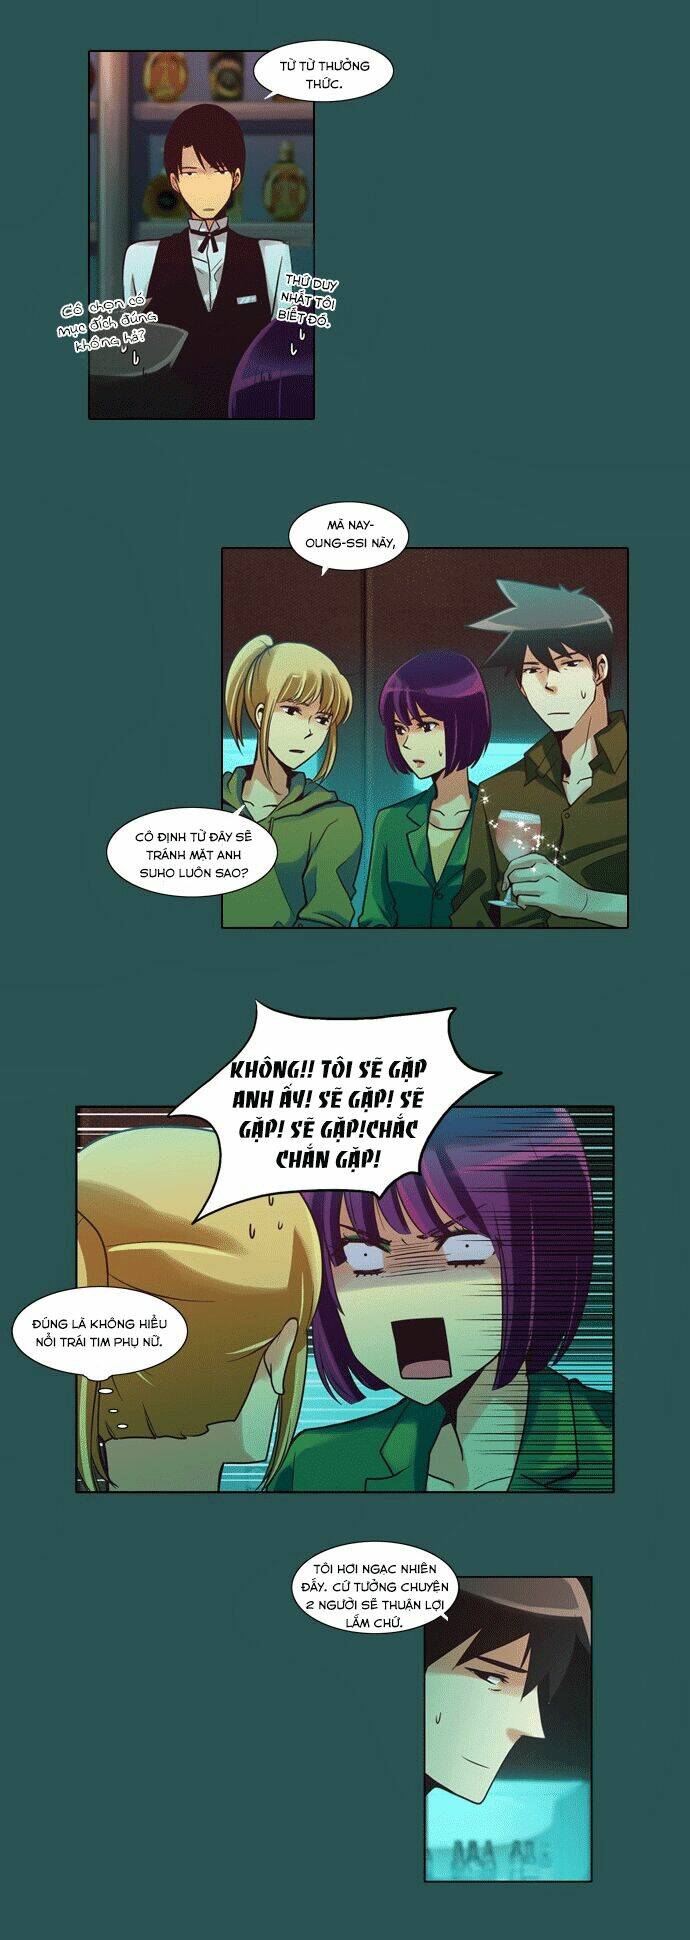 TỪ TỪ THƯỞNG
THỨC.
THỨ DUY
NHẤT TÔI
BIẾT ĐÓ.
Cô chọn có
mục đích đúng
không hả?
MÀ NAY-
OUNG-SSI NÀY,
CÔ ĐỊNH TỪ ĐÂY SẼ
TRÁNH MẶT ANH
SUHO LUÔN SAO?
KHÔNG!! TÔI SẼ GẶP
ANH ẤY! SẼ GẶP! SẼ
GẶP! SẼ GẶP!CHẮC
CHẮN GẶP!
ĐÚNG LÀ KHÔNG HIỂU
NỔI TRÁI TIM PHỤ NỮ.
TÔI HƠI NGẠC NHIÊN
ĐẤY. CỨ TƯỞNG CHUYỆN
2 NGƯỜI SẼ THUẬN LỢI
LẮM CHỨ.